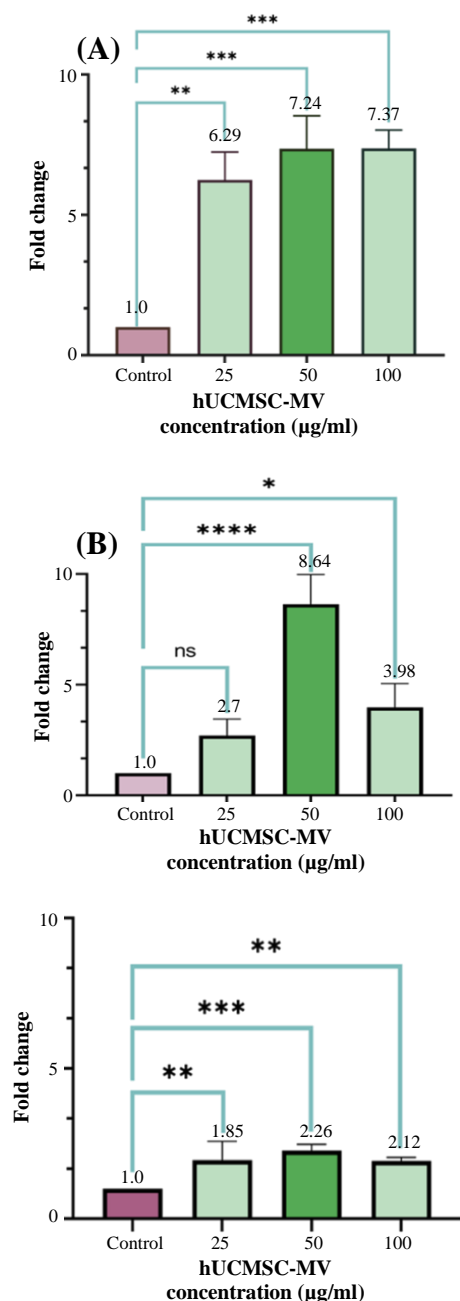 ***
(A)
***
**
10
7.24
7.37
6.29
Fold change
5
1.0
0
Control
25
50
100
hUCMSC-MV
concentration (µg/ml)
*
(B)
****
10
8.64
ns
Fold change
5
3.98
2.7
1.0
0
Control
25
50
100
hUCMSC-MV
concentration (µg/ml)
10
**
***
Fold change
5
**
1.85
2.26
2.12
1.0
0
Control
25
50
100
hUCMSC-MV
concentration (µg/ml)